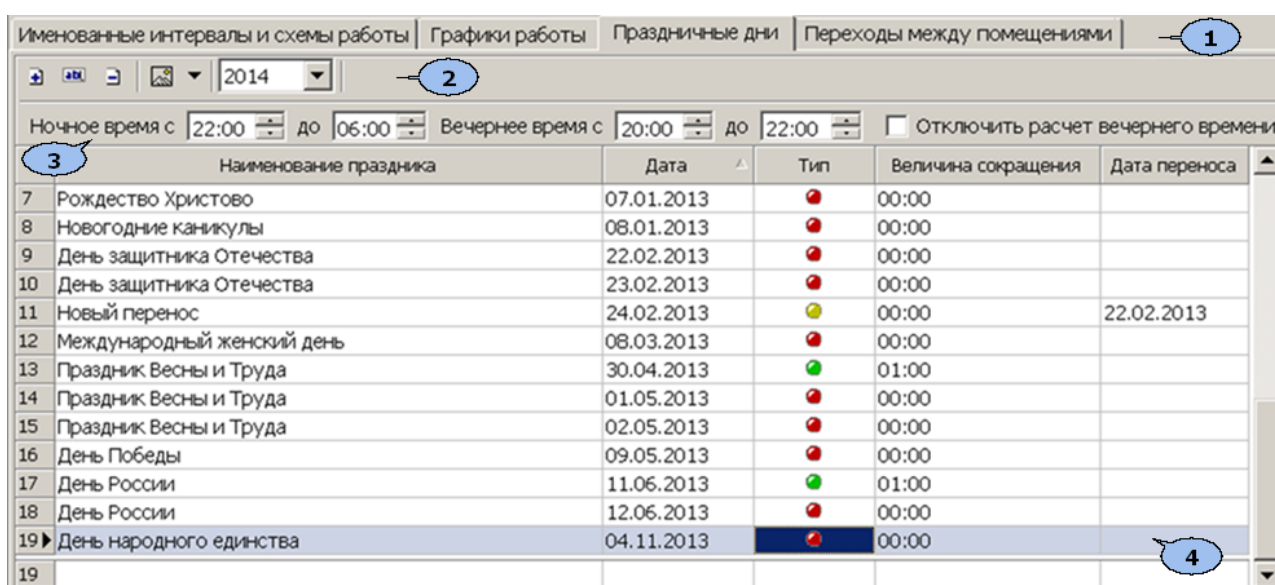 Именованные интервалы и схемы работы Графики работы Праздничные дни Переходы между помещениями 1
abl 2014 2
Ночное время с 22:00 до 06:00 Вечернее время с 20:00 до 22:00 Отключить расчет вечернего времени
3 Наименование праздника Дата Тип Величина сокращения Дата переноса
7 Рождество Христово 07.01.2013 00:00
8 Новогодние каникулы 08.01.2013 00:00
9 День защитника Отечества 22.02.2013 00:00
10 День защитника Отечества 23.02.2013 00:00
11 Новый перенос 24.02.2013 00:00 22.02.2013
12 Международный женский день 08.03.2013 00:00
13 Праздник Весны и Труда 30.04.2013 01:00
14 Праздник Весны и Труда 01.05.2013 00:00
15 Праздник Весны и Труда 02.05.2013 00:00
16 День Победы 09.05.2013 00:00
17 День России 11.06.2013 01:00
18 День России 12.06.2013 00:00
19 День народного единства 04.11.2013 00:00 4
19